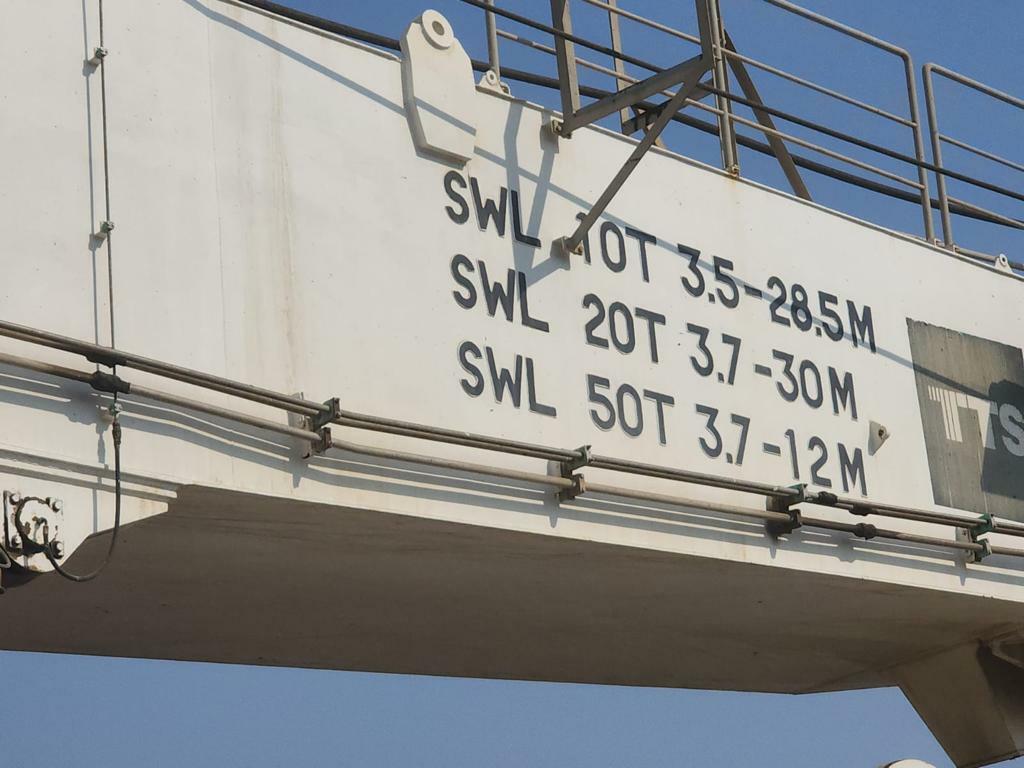 SWL 10T 3.5-28.5M
SWL 20T 3.7-30M
SWL 50T 3.7-12M